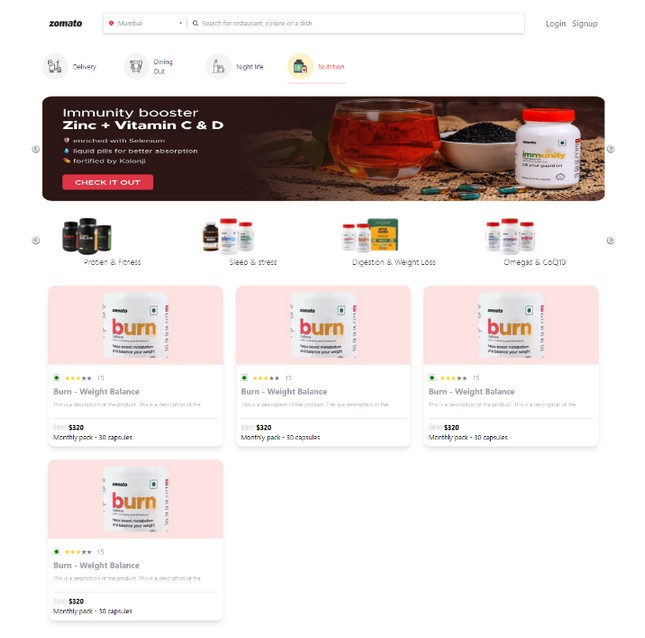 zomato
Mumbai
Search for restaurant, cuisine or a dish
Login Signup
Delivery
Dining
Out
Night life
Nutrition
Immunity booster
Zinc + Vitamin C & D
enriched with Selenium
liquid pills for better absorption
fortified by Kalonji
CHECK IT OUT
zomato
immunity
Protien & Fitness
Sleep & stress
Digestion & Weight Loss
Omegas & CoQ10
zomato
burn
helps boost metabolism
and balance your weight
zomato
burn
helps boost metabolism
and balance your weight
zomato
burn
helps boost metabolism
and balance your weight
15
Burn - Weight Balance
This is a description of the product. This is a description of the
$320
Monthly pack - 30 capsules
15
Burn - Weight Balance
This is a description of the product. This is a description of the
$320
Monthly pack - 30 capsules
15
Burn - Weight Balance
This is a description of the product. This is a description of the
$320
Monthly pack - 30 capsules
zomato
burn
helps boost metabolism
and balance your weight
15
Burn - Weight Balance
This is a description of the product. This is a description of the
$320
Monthly pack - 30 capsules